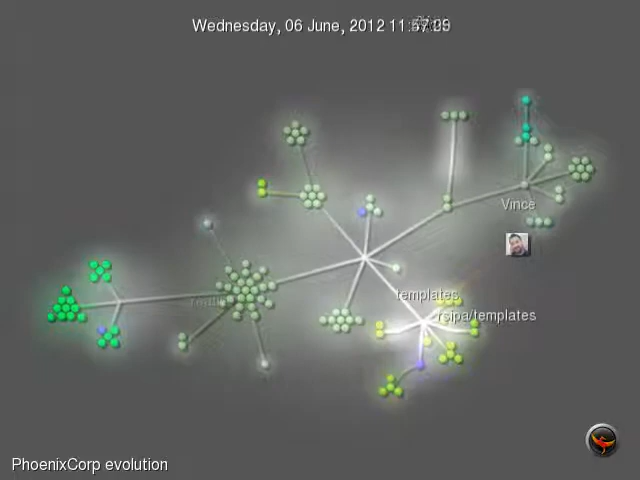 Wednesday, 06 June, 2012
Vince
templates
rsipa/templates
PhoenixCorp evolution